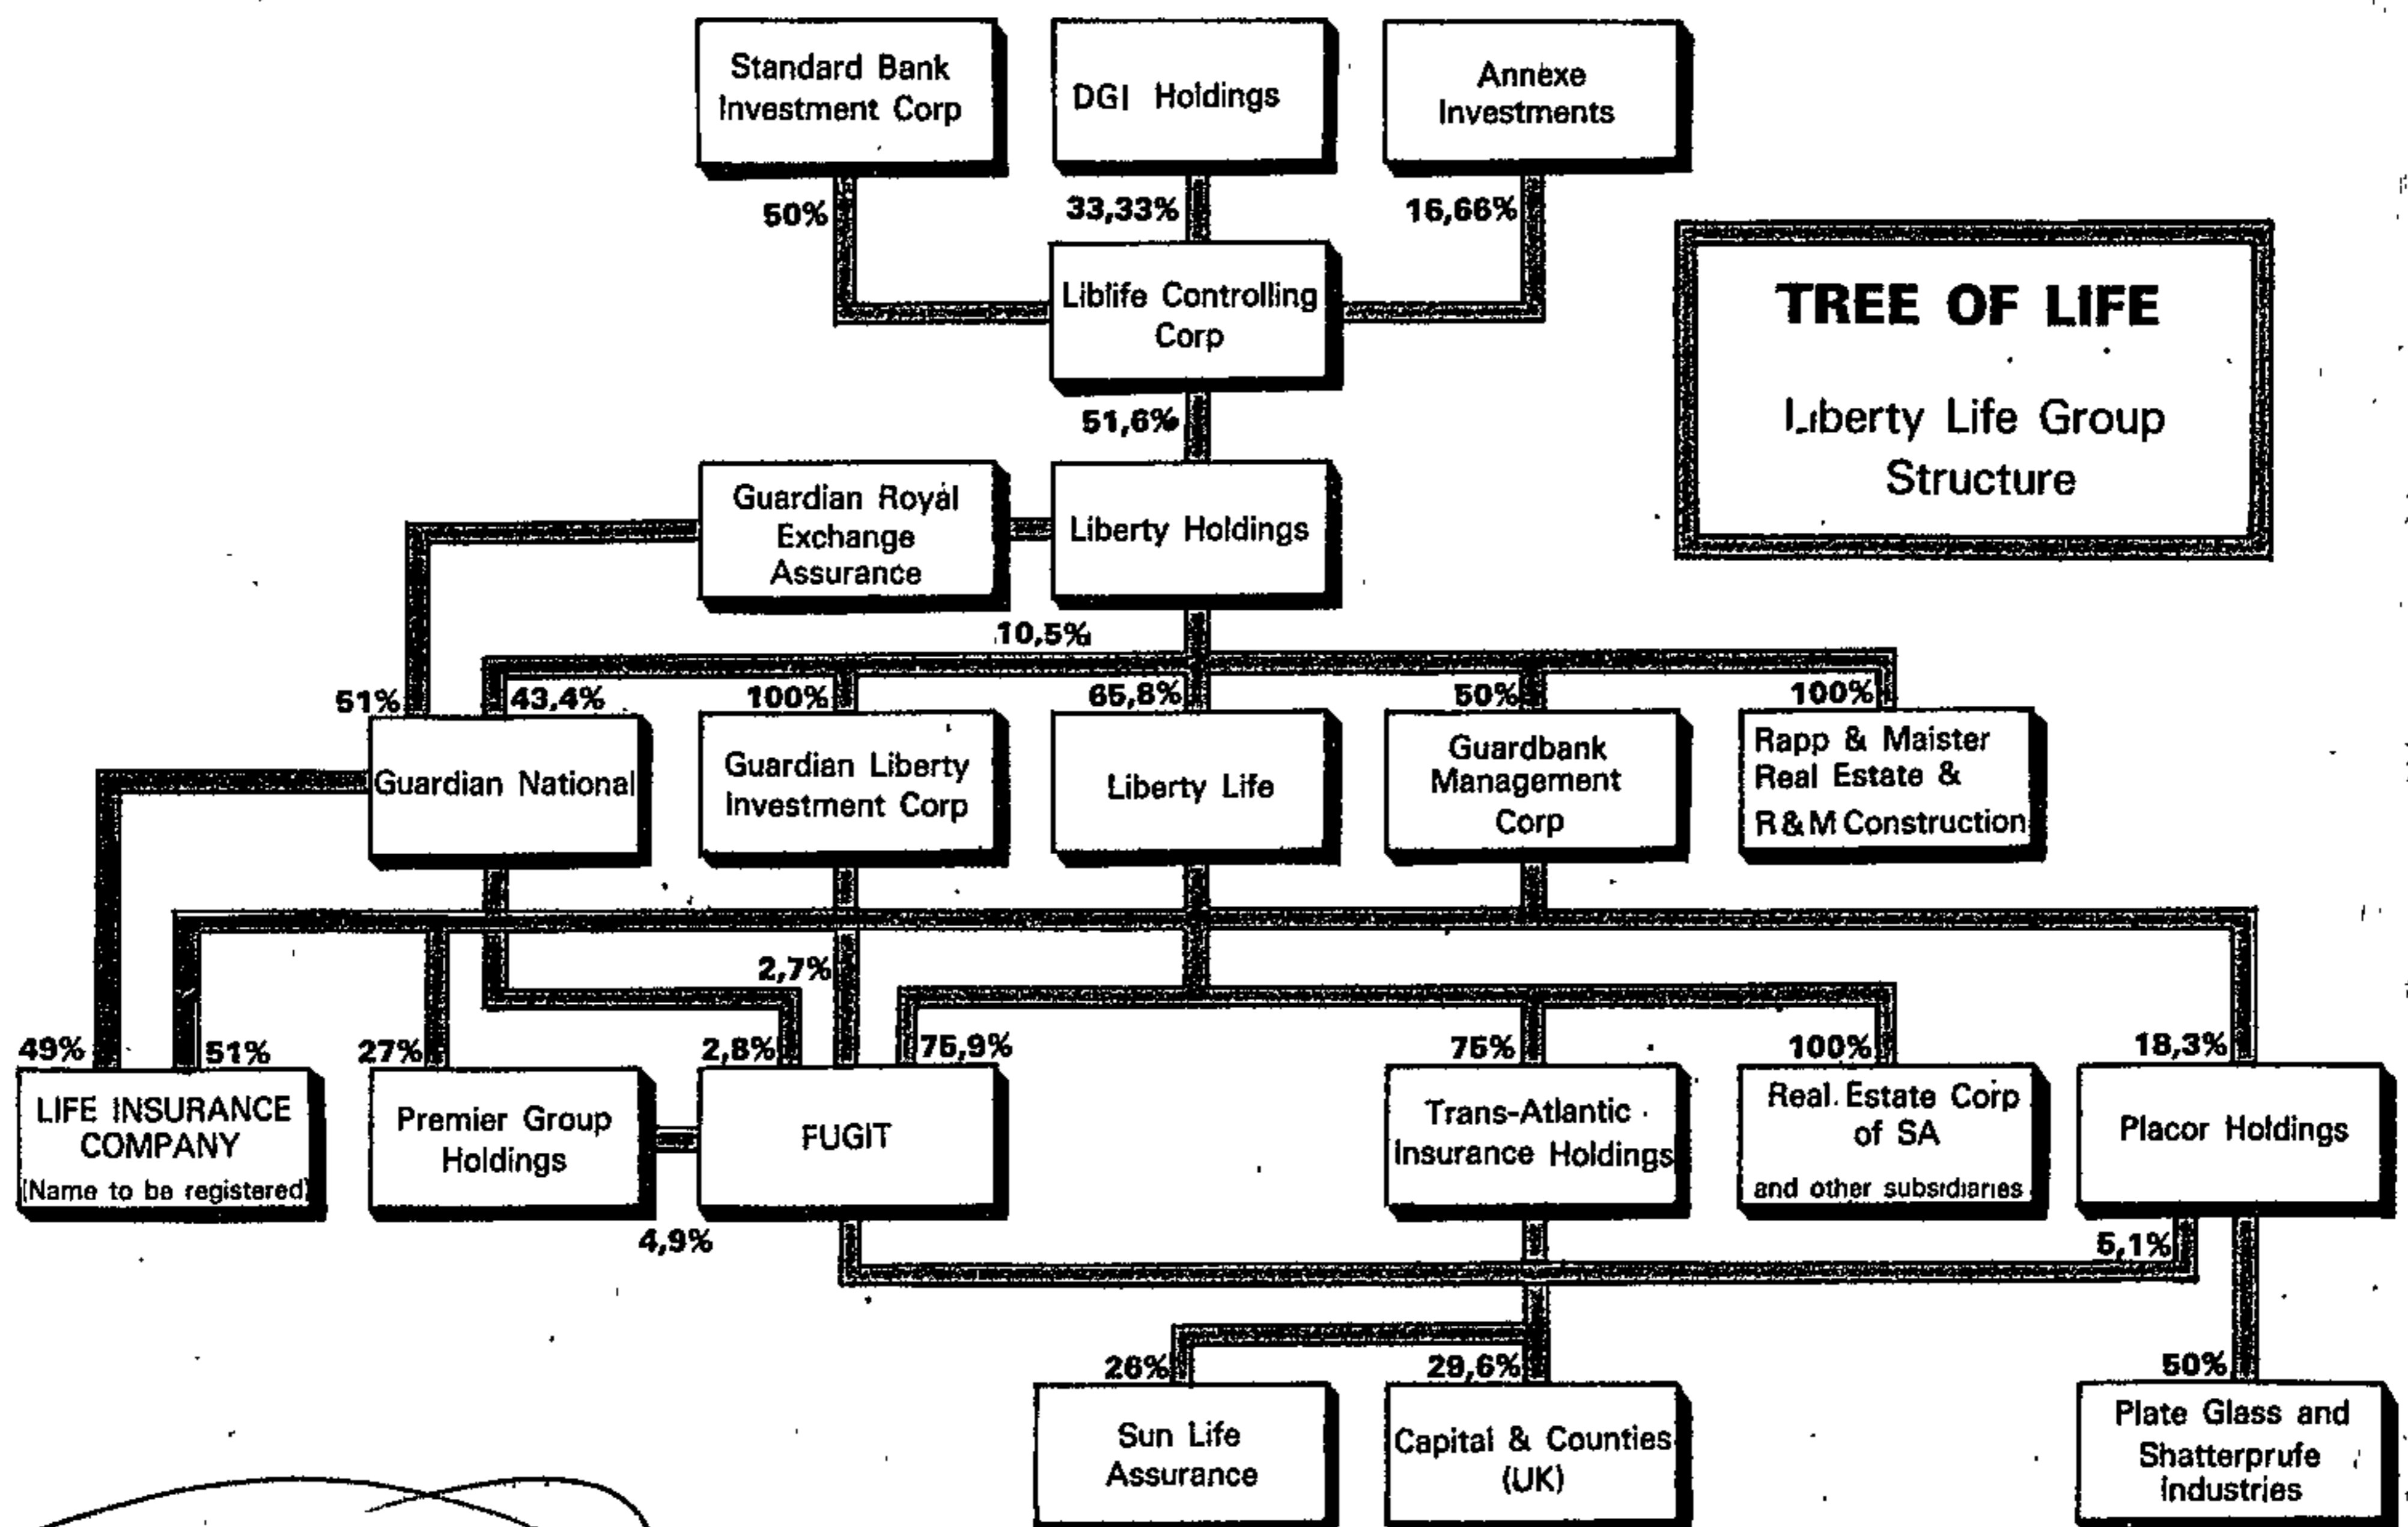 Standard Bank
Investment Corp
DGI Holdings
Annexe
Investments
50%
33,33%
16,66%
Liblife Controlling
Corp
TREE OF LIFE
Liberty Life Group
Structure
51,6%
Guardian Royal
Exchange
Assurance
Liberty Holdings
10,5%
51%
43,4%
100%
65,8%
50%
100%
Guardian National
Guardian Liberty
Investment Corp
Liberty Life
Guardbank
Management
Corp
Rapp & Maister
Real Estate &
R&M Construction
2,7%
49%
51%
27%
2,8%
75,9%
75%
100%
18,3%
LIFE INSURANCE
COMPANY
(Name to be registered)
Premier Group
Holdings
FUGIT
Trans-Atlantic
Insurance Holdings
Real Estate Corp
of SA
and other subsidiaries
Placor Holdings
4,9%
5,1%
26%
29,6%
50%
Sun Life
Assurance
Capital & Counties
(UK)
Plate Glass and
Shatterprufe
Industries